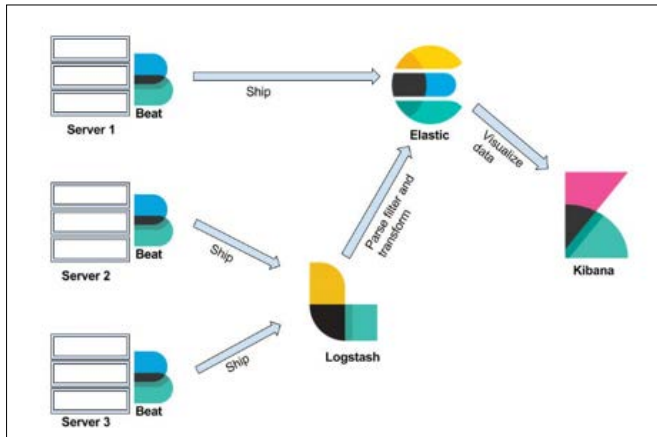 Beat
Server 1
Ship
Elastic
Visualize
data
Beat
Server 2
Ship
Parse filter and
transform
Kibana
Logstash
Ship
Beat
Server 3